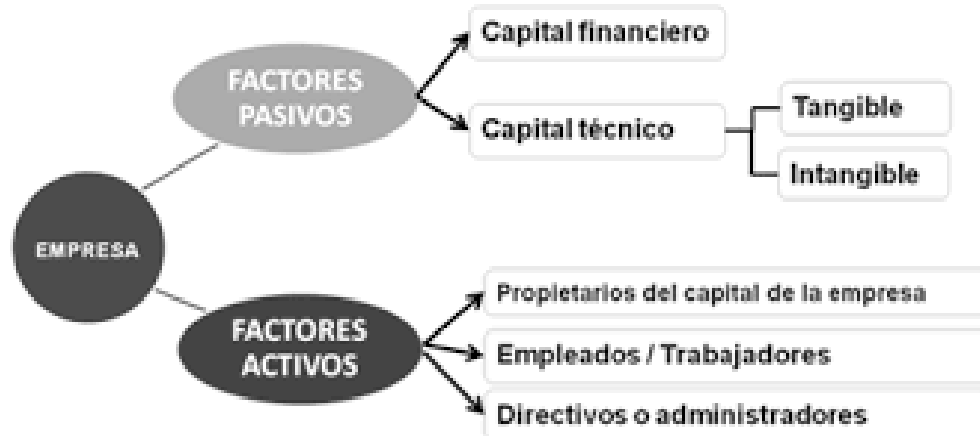 Capital financiero
FACTORES
PASIVOS
Capital técnico
Tangible
Intangible
EMPRESA
Propietarios del capital de la empresa
FACTORES
ACTIVOS
Empleados / Trabajadores
Directivos o administradores